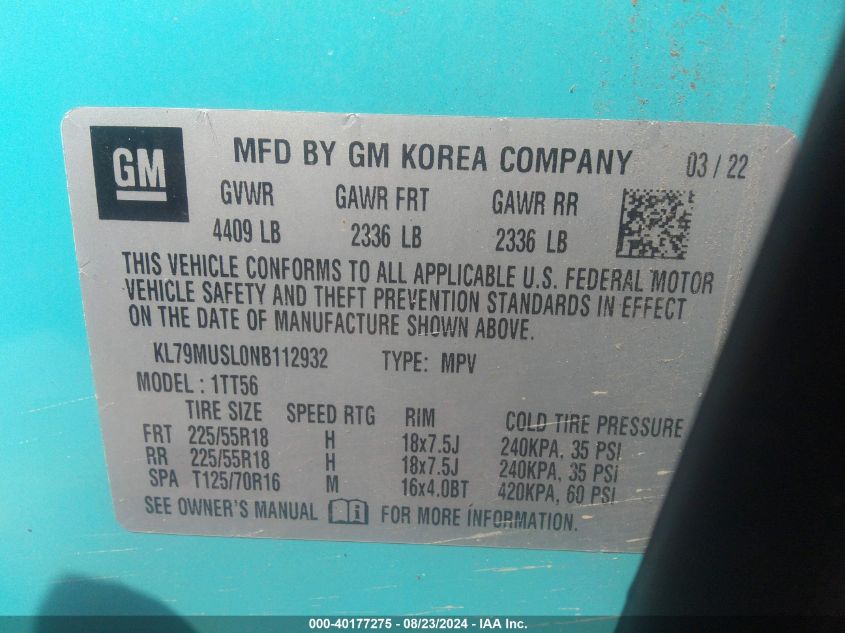 GM
MFD BY GM KOREA COMPANY 03 / 22
GVWR GAWR FRT GAWR RR
4409 LB 2336 LB 2336 LB
THIS VEHICLE CONFORMS TO ALL APPLICABLE U.S. FEDERAL MOTOR
VEHICLE SAFETY AND THEFT PREVENTION STANDARDS IN EFFECT
ON THE DATE OF MANUFACTURE SHOWN ABOVE.
KL79MUSL0NB112932 TYPE: MPV
MODEL : 1TT56
TIRE SIZE SPEED RTG RIM COLD TIRE PRESSURE
FRT 225/55R18 H 18x7.5J 240KPA, 35 PSI
RR 225/55R18 H 18x7.5J 240KPA, 35 PSI
SPA T125/70R16 M 16x4.0BT 420KPA, 60 PSI
SEE OWNER'S MANUAL i FOR MORE INFORMATION.
000-40177275 - 08/23/2024 - IAA Inc.